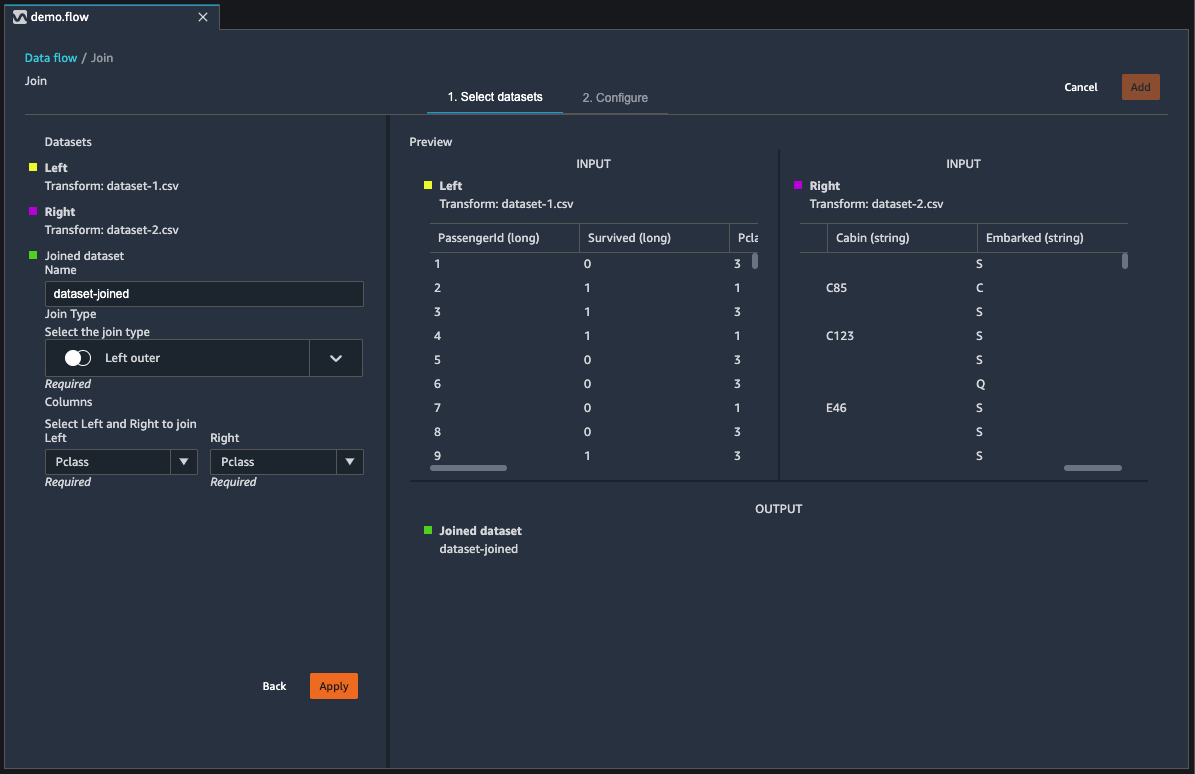 demo.flow
Data flow / Join
Join
1. Select datasets
2. Configure
Cancel
Add
Datasets
Left
Transform: dataset-1.csv
Right
Transform: dataset-2.csv
Joined dataset
Name
dataset-joined
Join Type
Select the join type
Left outer
Required
Columns
Select Left and Right to join
Left Right
Pclass Pclass
Required Required
Back Apply
Preview
INPUT
Left
Transform: dataset-1.csv
PassengerId (long) Survived (long) Pcla
1 0 3
2 1 1
3 1 3
4 1 1
5 0 3
6 0 3
7 0 1
8 0 3
9 1 3
INPUT
Right
Transform: dataset-2.csv
Cabin (string) Embarked (string)
S
C85 C
S
C123 S
S
Q
E46 S
S
S
OUTPUT
Joined dataset
dataset-joined